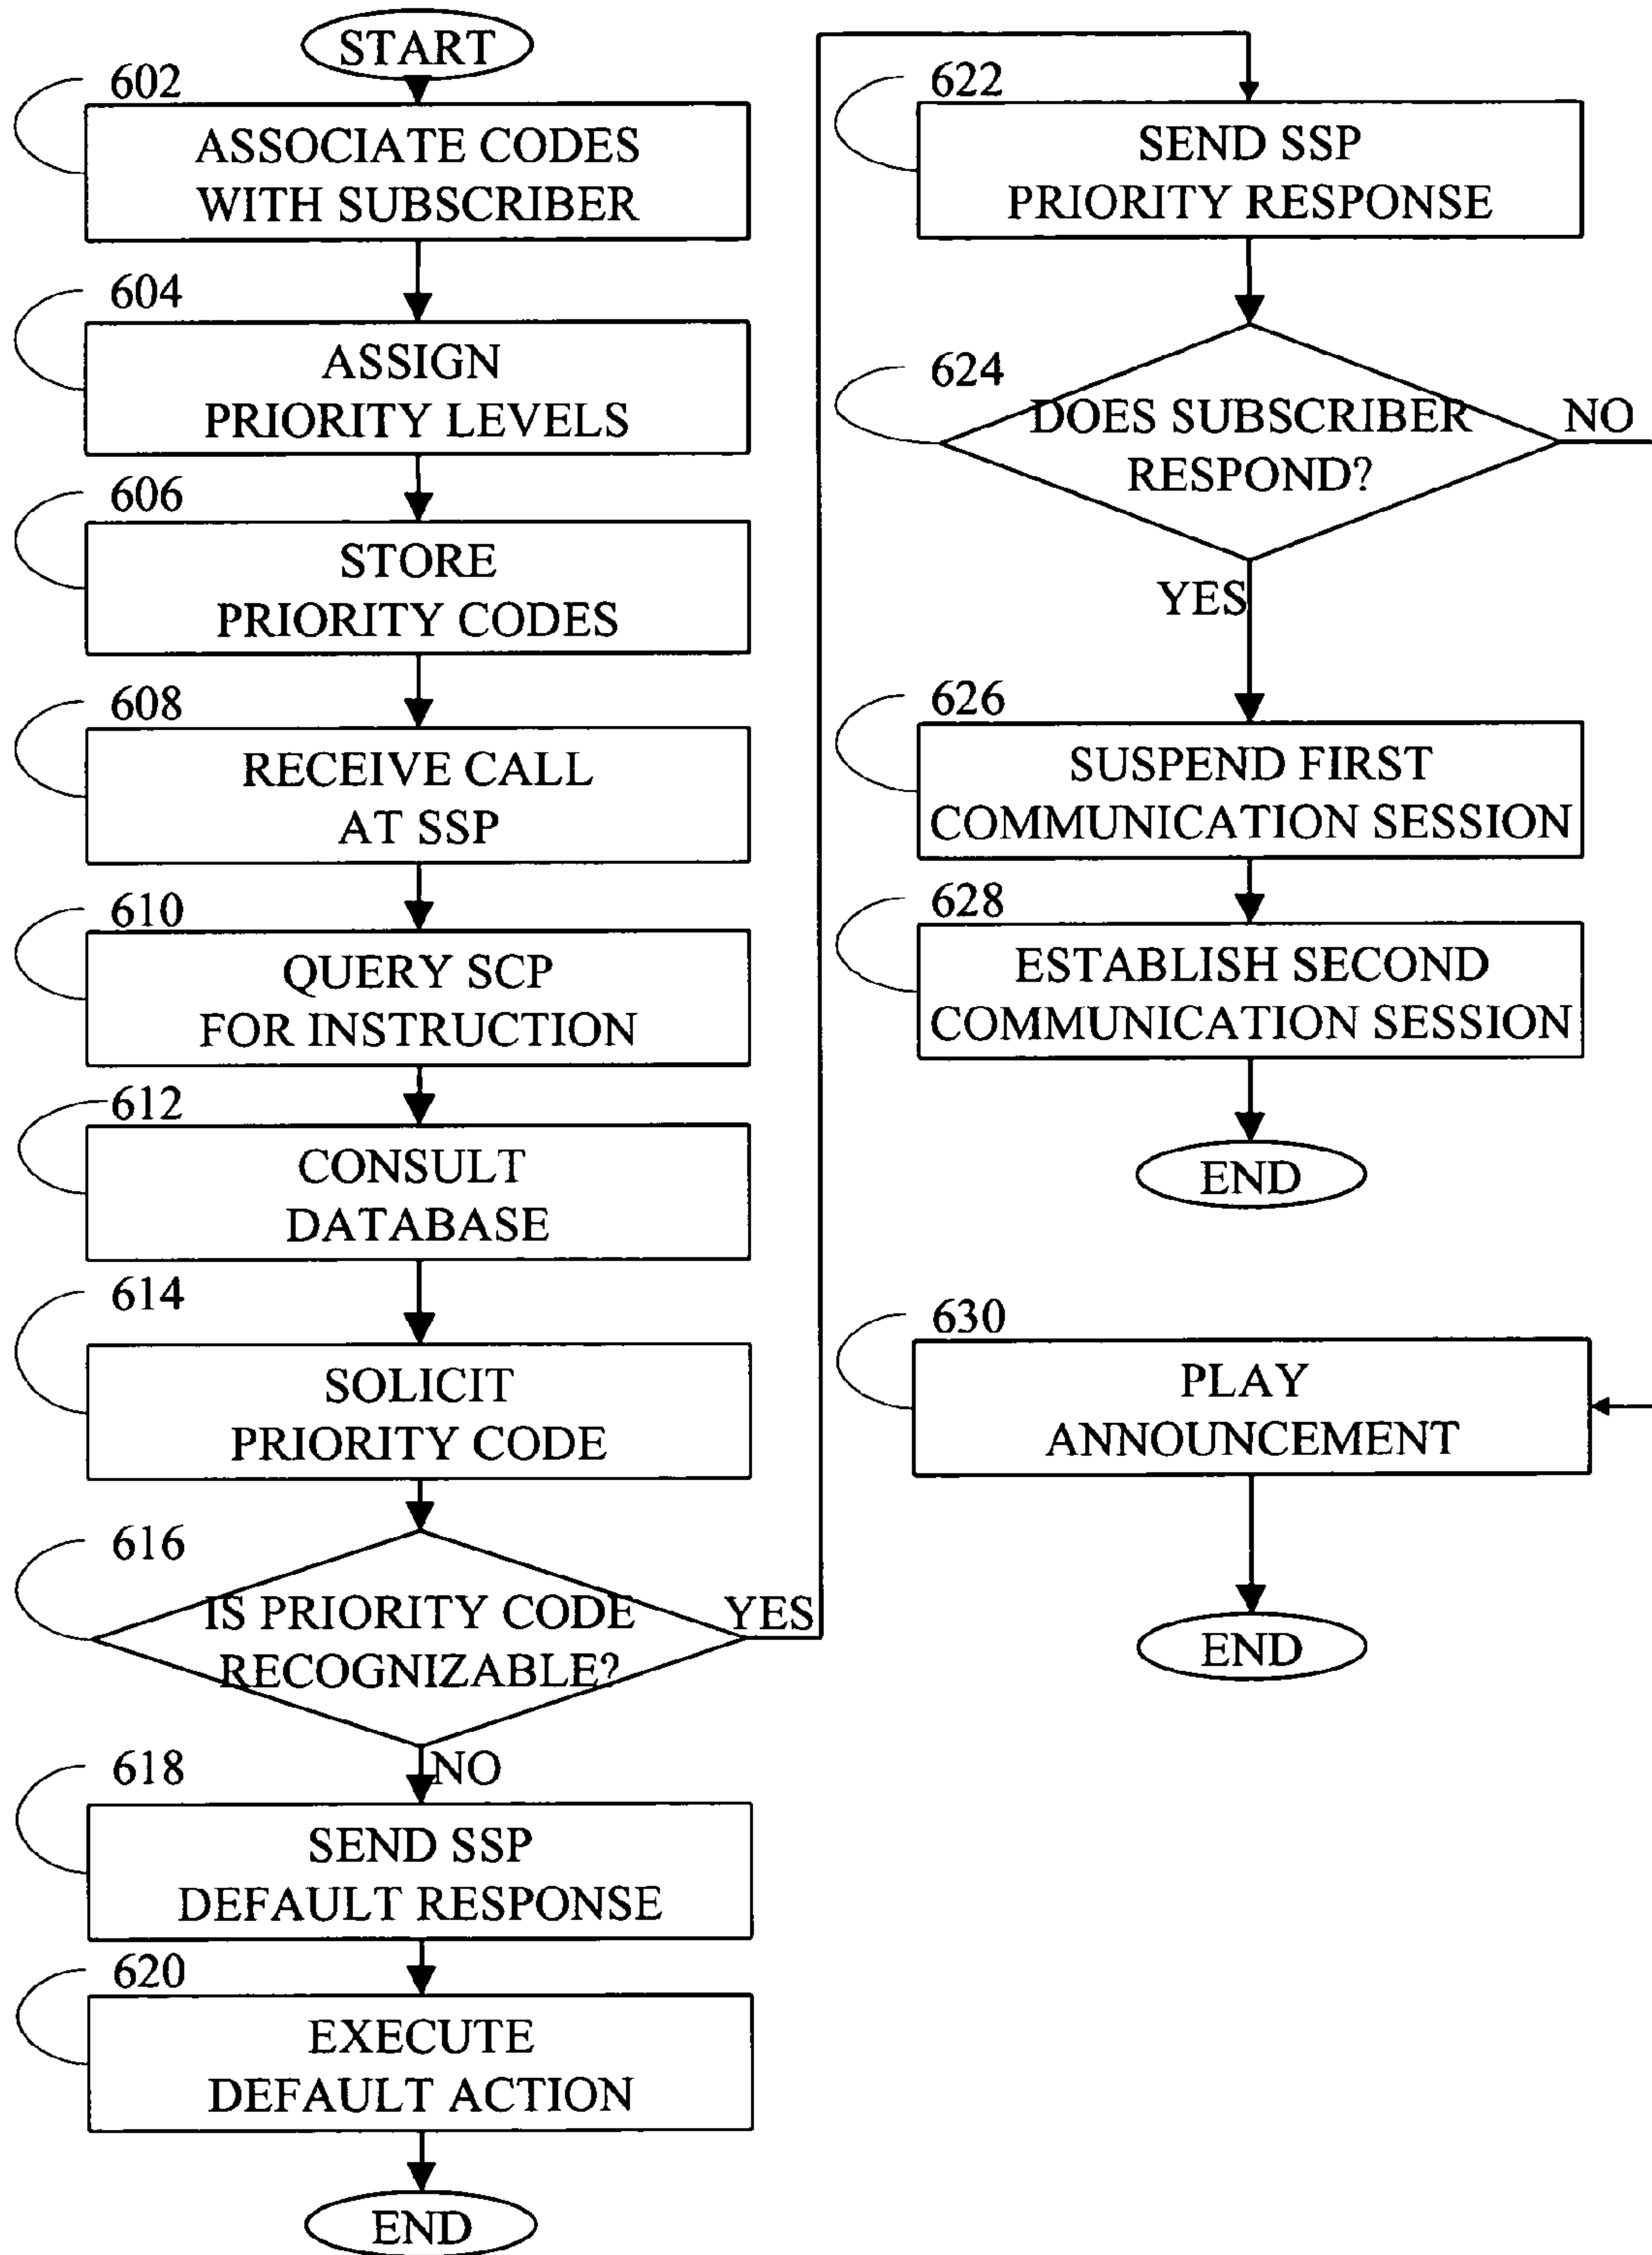 START
602
ASSOCIATE CODES
WITH SUBSCRIBER
604
ASSIGN
PRIORITY LEVELS
606
STORE
PRIORITY CODES
608
RECEIVE CALL
AT SSP
610
QUERY SCP
FOR INSTRUCTION
612
CONSULT
DATABASE
614
SOLICIT
PRIORITY CODE
616
IS PRIORITY CODE
RECOGNIZABLE?
YES
NO
618
SEND SSP
DEFAULT RESPONSE
620
EXECUTE
DEFAULT ACTION
END
622
SEND SSP
PRIORITY RESPONSE
624
DOES SUBSCRIBER
RESPOND?
NO
YES
626
SUSPEND FIRST
COMMUNICATION SESSION
628
ESTABLISH SECOND
COMMUNICATION SESSION
END
630
PLAY
ANNOUNCEMENT
END